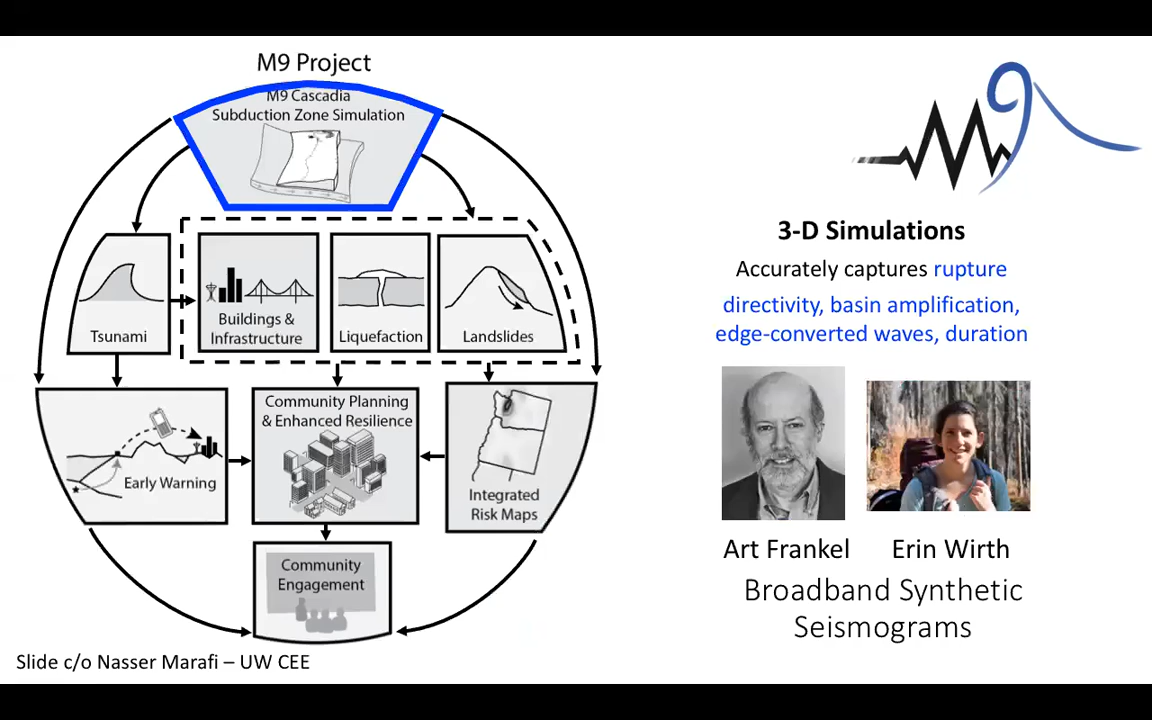 M9 Project
M9 Cascadia
Subduction Zone Simulation
Tsunami
Buildings &
Infrastructure
Liquefaction
Landslides
Early Warning
Community Planning
& Enhanced Resilience
Integrated
Risk Maps
Community
Engagement
Slide c/o Nasser Marafi – UW CEE
M9
3-D Simulations
Accurately captures rupture
directivity, basin amplification,
edge-converted waves, duration
Art Frankel
Erin Wirth
Broadband Synthetic
Seismograms